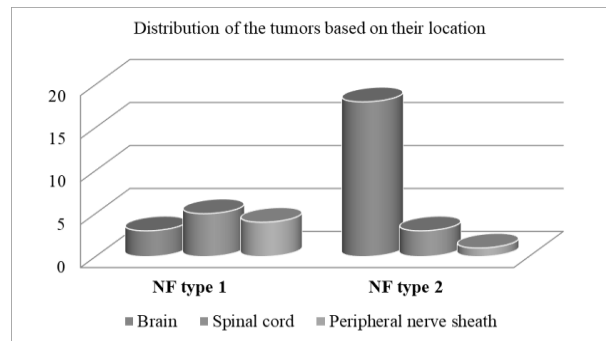 Distribution of the tumors based on their location
20
15
10
5
0
NF type 1 NF type 2
Brain Spinal cord Peripheral nerve sheath